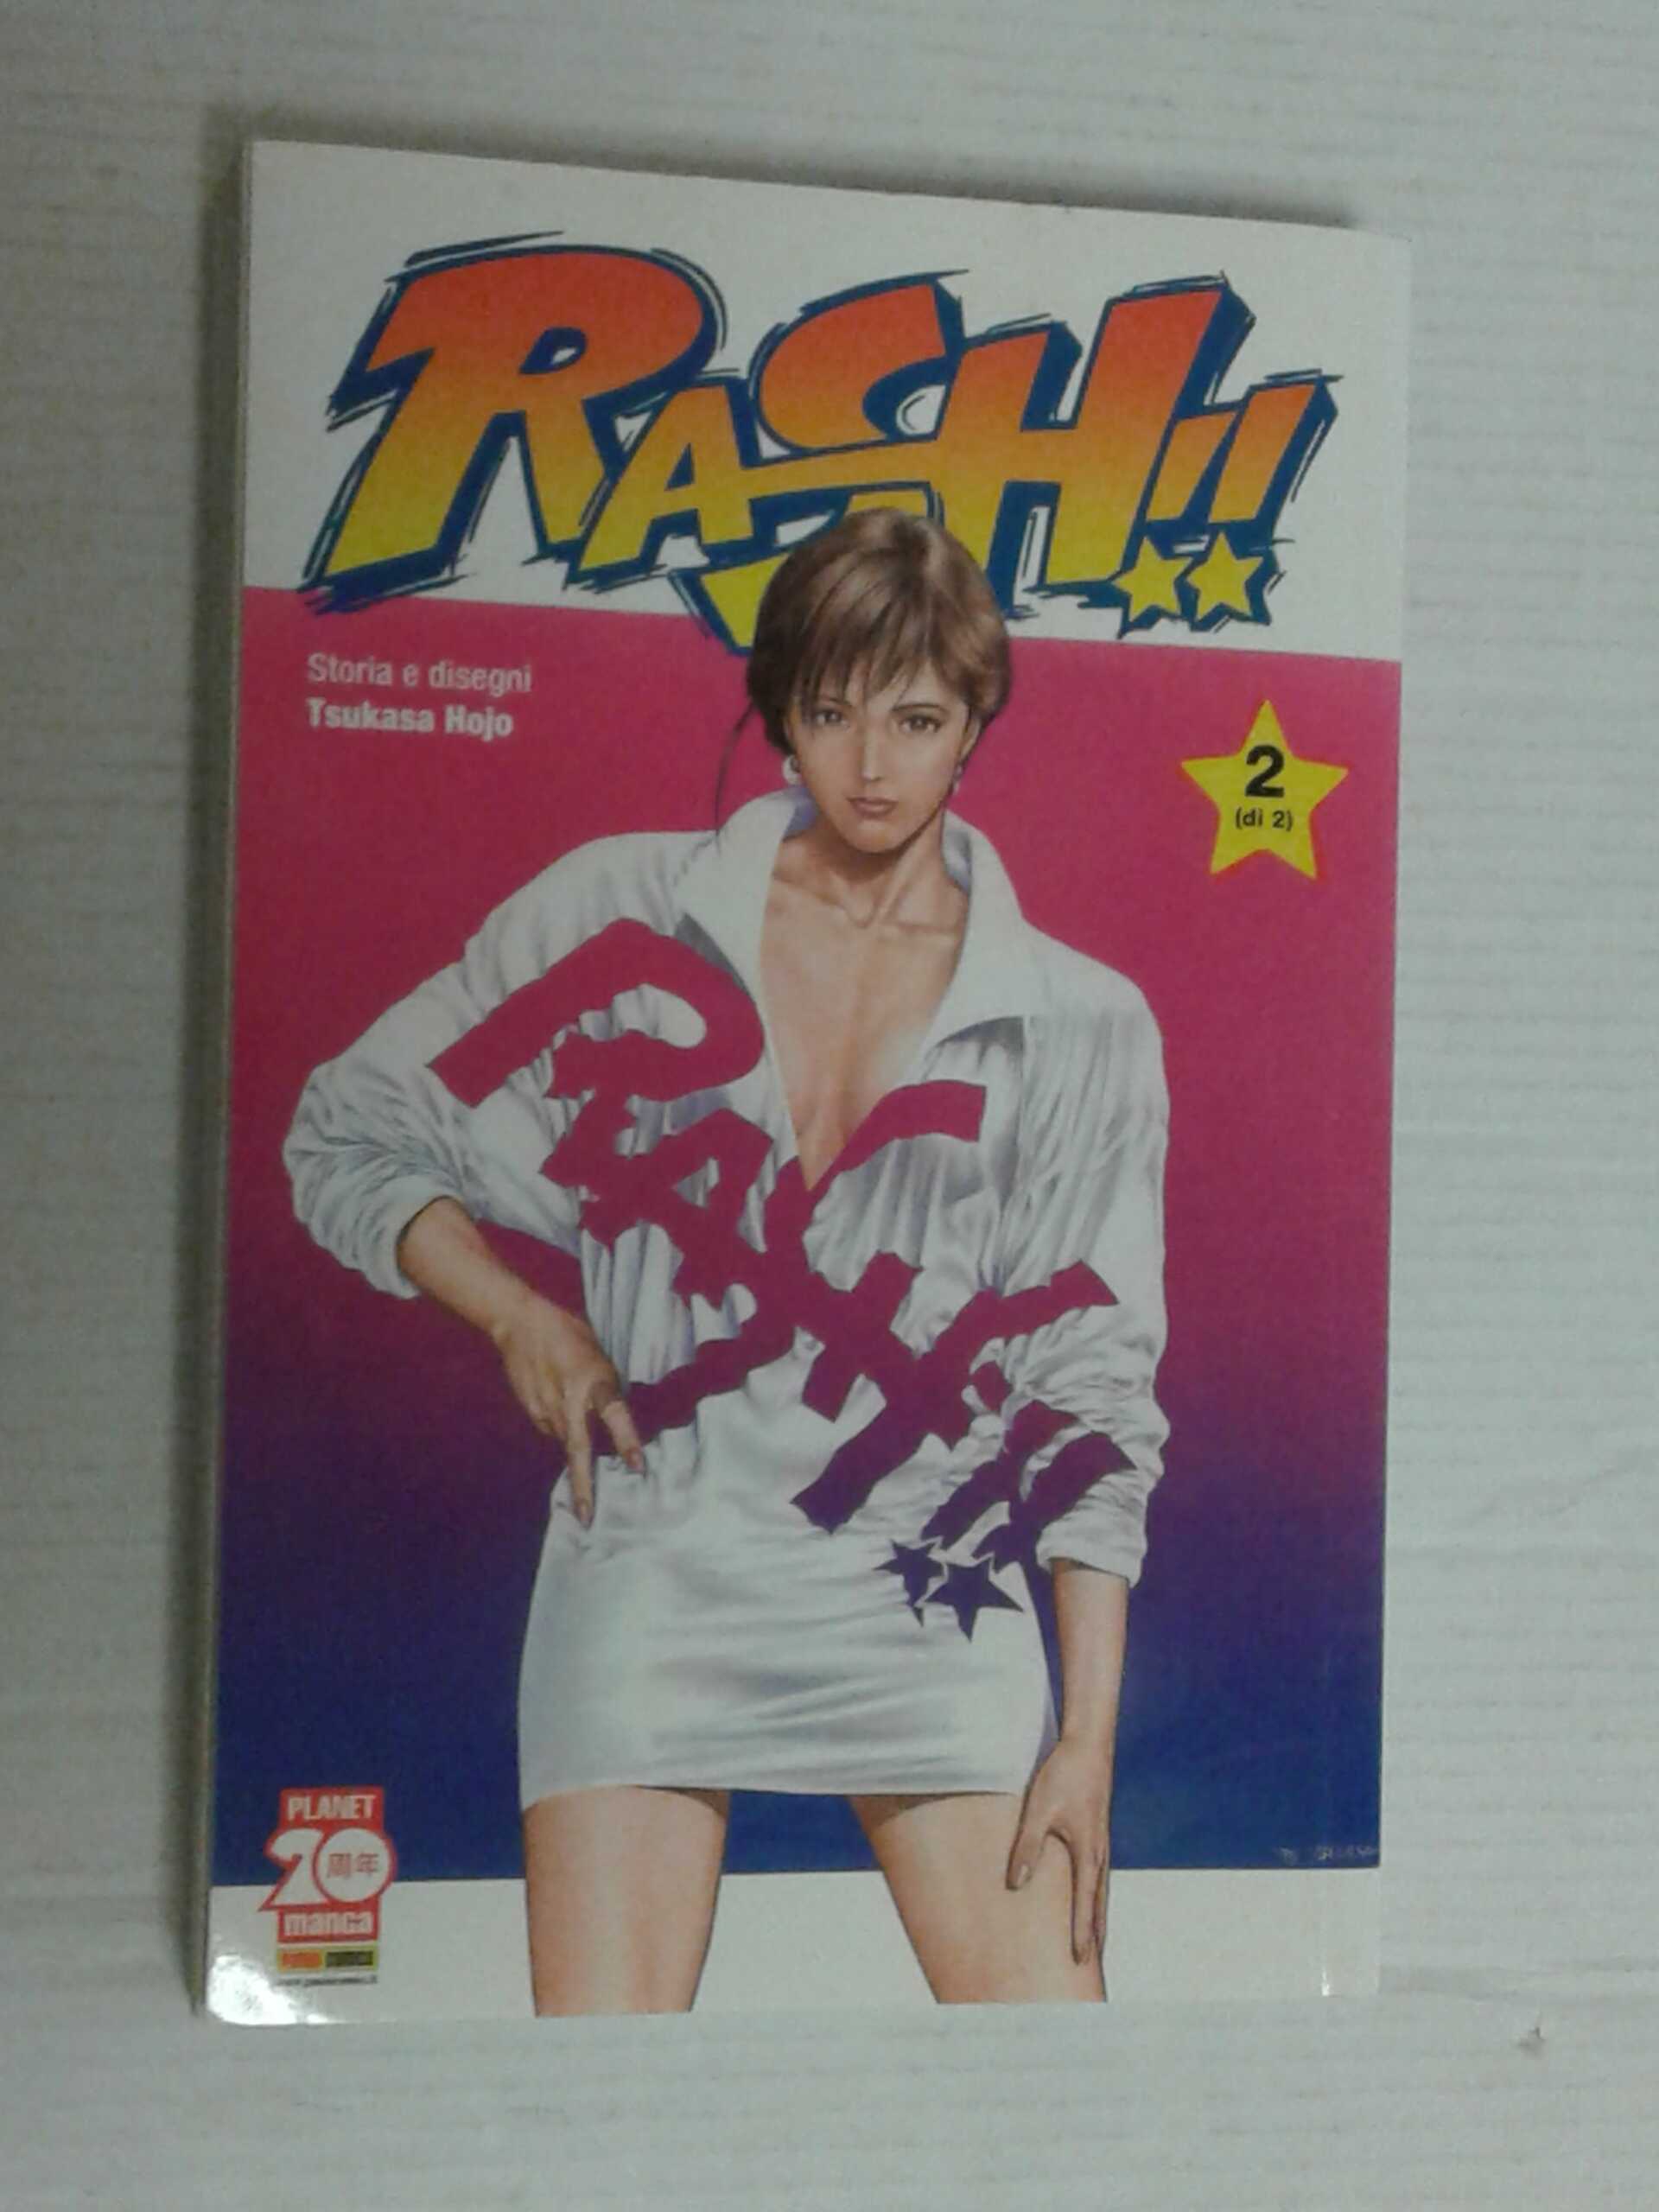 RASH!!
Storia e disegni
Tsukasa Hojo
2
(di 2)
RASH!!
PLANET
20
周年
manga